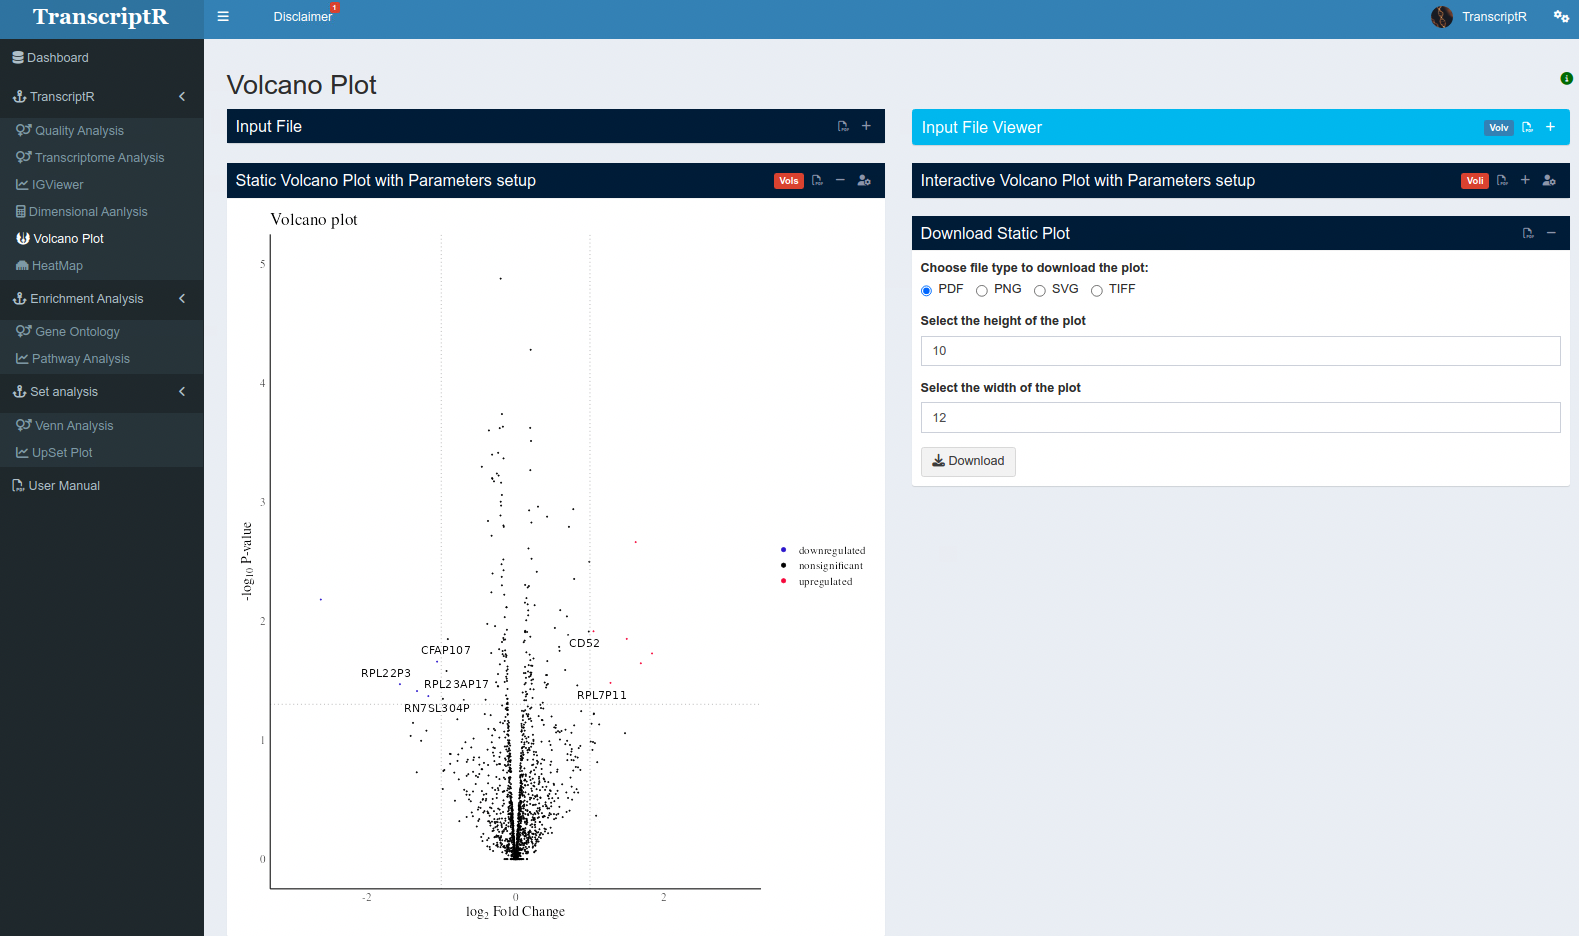 TranscriptR
Disclaimer
1
TranscriptR
Dashboard
TranscriptR
Quality Analysis
Transcriptome Analysis
IGViewer
Dimensional Aanlysis
Volcano Plot
HeatMap
Enrichment Analysis
Gene Ontology
Pathway Analysis
Set analysis
Venn Analysis
UpSet Plot
User Manual
Volcano Plot
Input File
Static Volcano Plot with Parameters setup
Vols
Volcano plot
5
4
3
2
1
0
-log10 P-value
-2
0
2
log2 Fold Change
CFAP107
RPL22P3
RPL23AP17
RN7SL304P
CD52
RPL7P11
downregulated
nonsignificant
upregulated
Input File Viewer
Volv
Interactive Volcano Plot with Parameters setup
Voli
Download Static Plot
Choose file type to download the plot:
PDF PNG SVG TIFF
Select the height of the plot
10
Select the width of the plot
12
Download